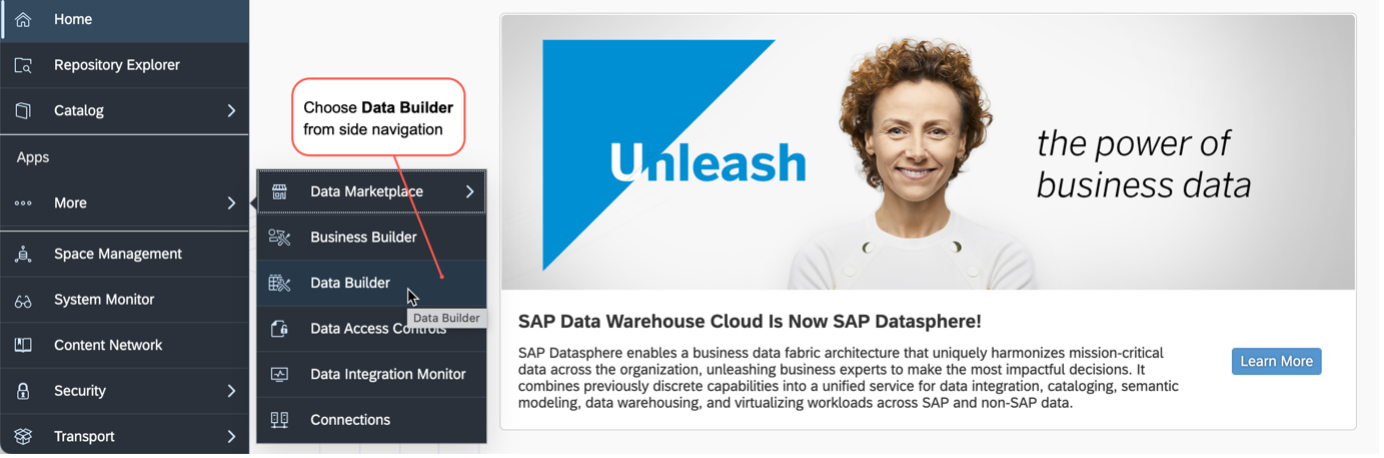 Home
Repository Explorer
Catalog
Apps
More
Space Management
System Monitor
Content Network
Security
Transport
Choose Data Builder
from side navigation
Data Marketplace
Business Builder
Data Builder
Data Builder
Data Access Controls
Data Integration Monitor
Connections
Unleash
the power of
business data
SAP Data Warehouse Cloud Is Now SAP Datasphere!
SAP Datasphere enables a business data fabric architecture that uniquely harmonizes mission-critical
data across the organization, unleashing business experts to make the most impactful decisions. It
combines previously discrete capabilities into a unified service for data integration, cataloging, semantic
modeling, data warehousing, and virtualizing workloads across SAP and non-SAP data.
Learn More